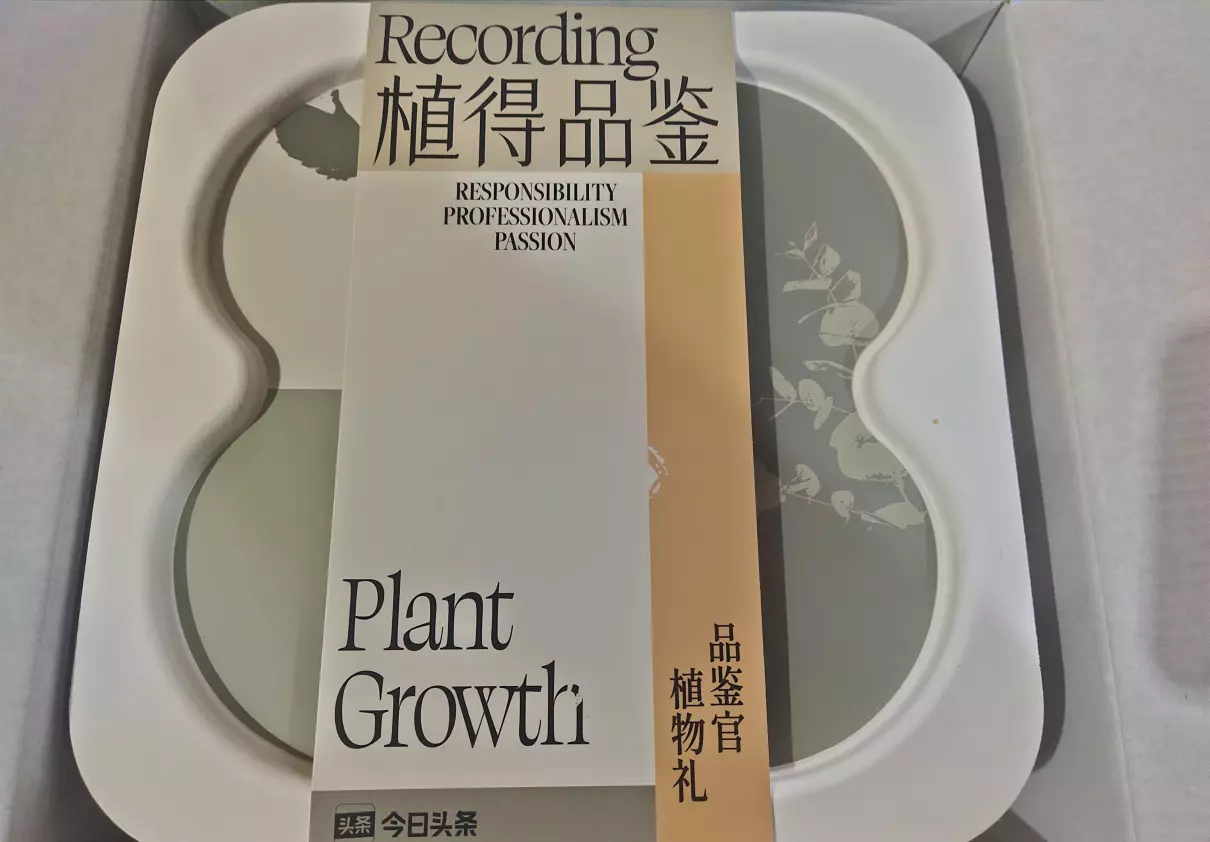 Recording
植得品鉴
RESPONSIBILITY
PROFESSIONALISM
PASSION
Plant
Growth
品鉴官
植物礼
头条 今日头条